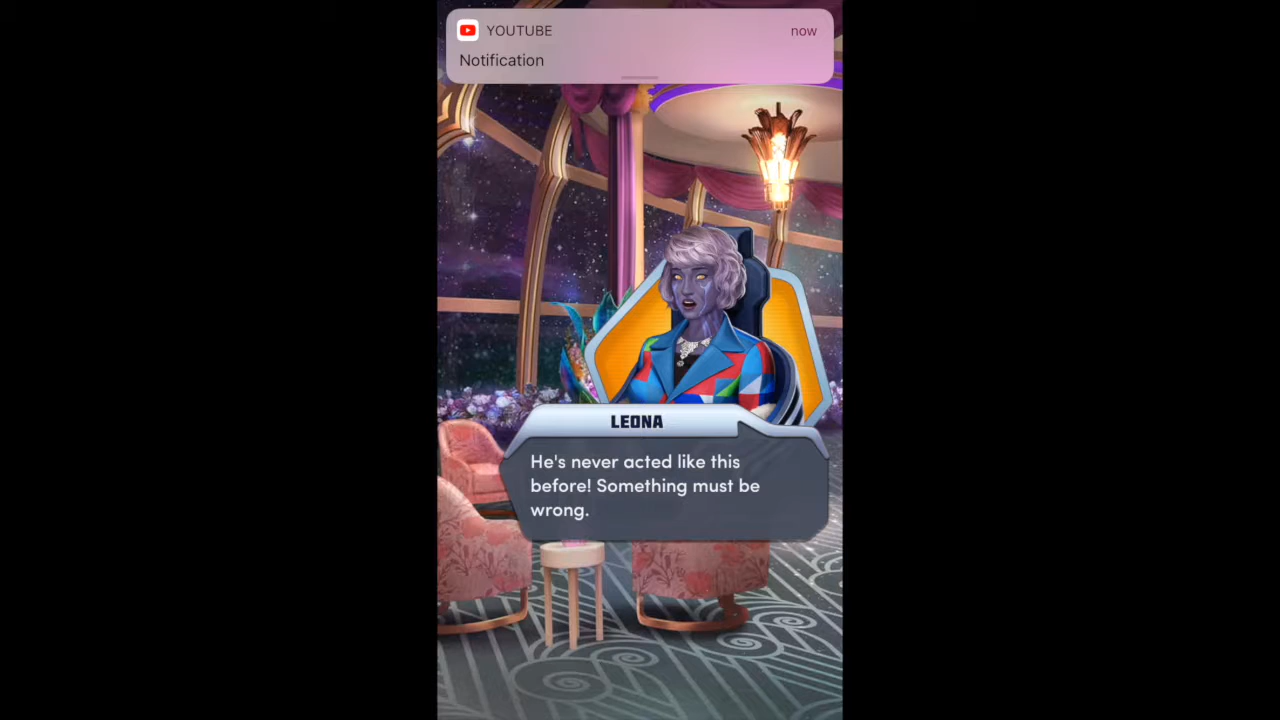 YOUTUBE now
Notification
LEONA
He's never acted like this
before! Something must be
wrong.